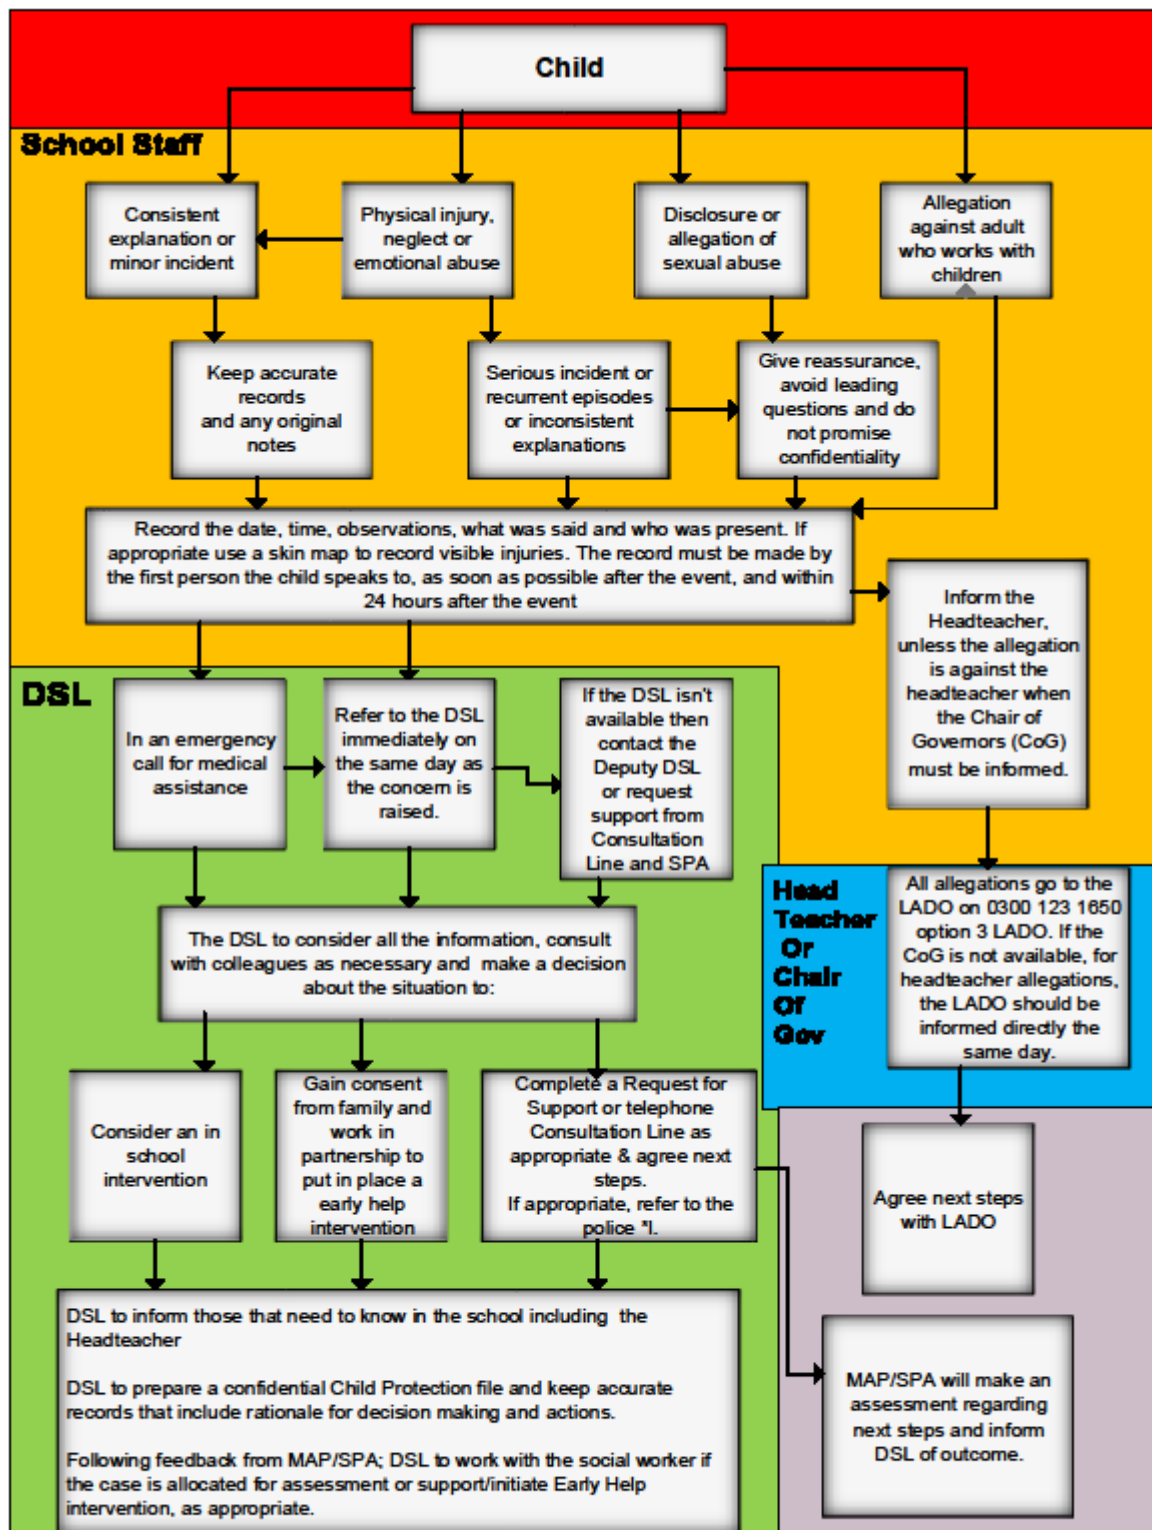 Child
School Staff
Consistent
explanation or
minor incident
Physical injury,
neglect or
emotional abuse
Disclosure or
allegation of
sexual abuse
Allegation
against adult
who works with
children
Keep accurate
records
and any original
notes
Serious incident or
recurrent episodes
or inconsistent
explanations
Give reassurance,
avoid leading
questions and do
not promise
confidentiality
Record the date, time, observations, what was said and who was present. If
appropriate use a skin map to record visible injuries. The record must be made by
the first person the child speaks to, as soon as possible after the event, and within
24 hours after the event
Inform the
Headteacher,
unless the allegation
is against the
headteacher when
the Chair of
Governors (CoG)
must be informed.
DSL
In an emergency
call for medical
assistance
Refer to the DSL
immediately on
the same day as
the concern is
raised.
If the DSL isn't
available then
contact the
Deputy DSL
or request
support from
Consultation
Line and SPA
Head
Teacher
Or
Chair
Of
Gov
All allegations go to the
LADO on 0300 123 1650
option 3 LADO. If the
CoG is not available, for
headteacher allegations,
the LADO should be
informed directly the
same day.
The DSL to consider all the information, consult
with colleagues as necessary and make a decision
about the situation to:
Consider an in
school
intervention
Gain consent
from family and
work in
partnership to
put in place a
early help
intervention
Complete a Request for
Support or telephone
Consultation Line as
appropriate & agree next
steps.
If appropriate, refer to the
police *I.
Agree next steps
with LADO
DSL to inform those that need to know in the school including the
Headteacher
DSL to prepare a confidential Child Protection file and keep accurate
records that include rationale for decision making and actions.
Following feedback from MAP/SPA; DSL to work with the social worker if
the case is allocated for assessment or support/initiate Early Help
intervention, as appropriate.
MAP/SPA will make an
assessment regarding
next steps and inform
DSL of outcome.